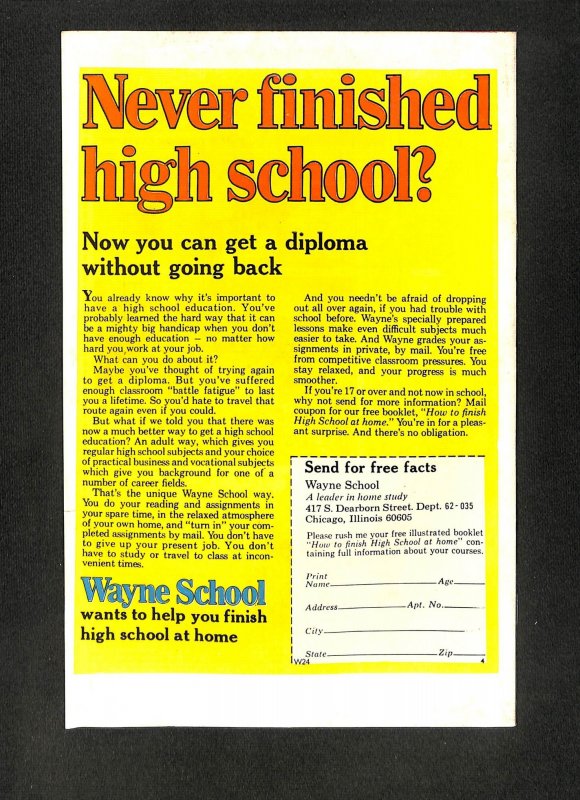 Never finished
high school?
Now you can get a diploma
without going back
You already know why it's important to
have a high school education. You've
probably learned the hard way that it can
be a mighty big handicap when you don't
have enough education — no matter how
hard you work at your job.
What can you do about it?
Maybe you've thought of trying again
to get a diploma. But you've suffered
enough classroom "battle fatigue" to last
you a lifetime. So you'd hate to travel that
route again even if you could.
But what if we told you that there was
now a much better way to get a high school
education? An adult way, which gives you
regular high school subjects and your choice
of practical business and vocational subjects
which give you background for one of a
number of career fields.
That's the unique Wayne School way.
You do your reading and assignments in
your spare time, in the relaxed atmosphere
of your own home, and "turn in" your com-
pleted assignments by mail. You don't have
to give up your present job. You don't
have to study or travel to class at incon-
venient times.
Wayne School
wants to help you finish
high school at home
And you needn't be afraid of dropping
out all over again, if you had trouble with
school before. Wayne's specially prepared
lessons make even difficult subjects much
easier to take. And Wayne grades your as-
signments in private, by mail. You're free
from competitive classroom pressures. You
stay relaxed, and your progress is much
smoother.
If you're 17 or over and not now in school,
why not send for more information? Mail
coupon for our free booklet, "How to finish
High School at home." You're in for a pleas-
ant surprise. And there's no obligation.
Send for free facts
Wayne School
A leader in home study
417 S. Dearborn Street. Dept. 62-035
Chicago, Illinois 60605
Please rush me your free illustrated booklet
"How to finish High School at home" con-
taining full information about your courses.
Print
Name Age
Address Apt. No.
City
State Zip
W24 4